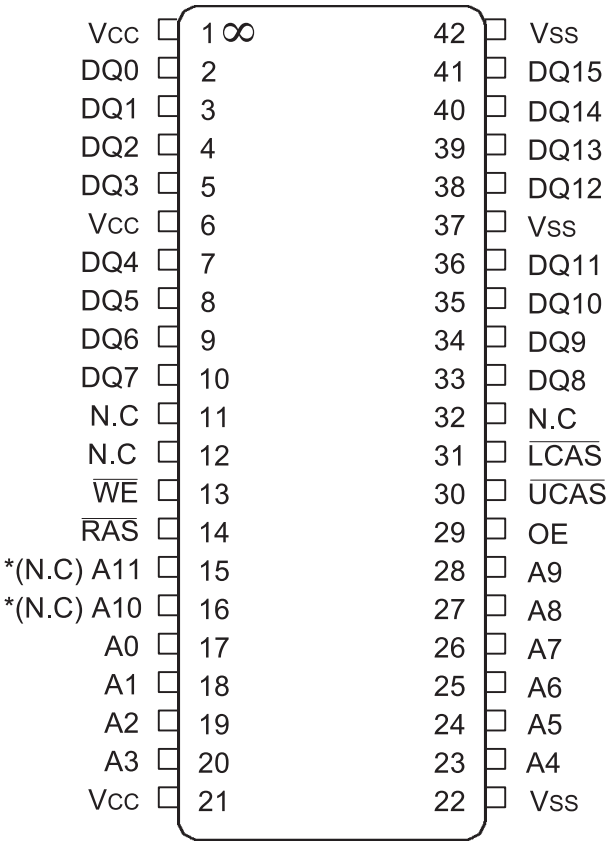 Vcc 1 ∞ 42 Vss
DQ0 2 41 DQ15
DQ1 3 40 DQ14
DQ2 4 39 DQ13
DQ3 5 38 DQ12
Vcc 6 37 Vss
DQ4 7 36 DQ11
DQ5 8 35 DQ10
DQ6 9 34 DQ9
DQ7 10 33 DQ8
N.C 11 32 N.C
N.C 12 31 L̅C̅A̅S̅
W̅E̅ 13 30 U̅C̅A̅S̅
R̅A̅S̅ 14 29 OE
*(N.C) A11 15 28 A9
*(N.C) A10 16 27 A8
A0 17 26 A7
A1 18 25 A6
A2 19 24 A5
A3 20 23 A4
Vcc 21 22 Vss